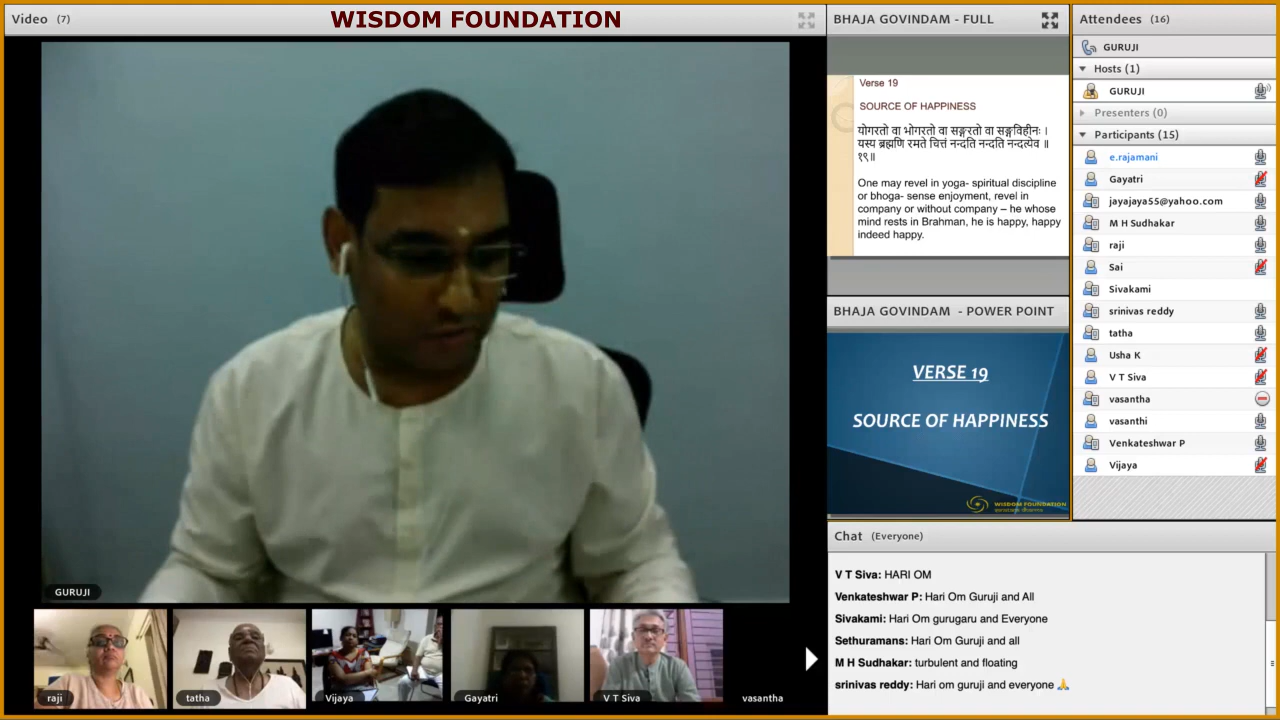 Video (7)
WISDOM FOUNDATION
GURUJI
raji
tatha
Vijaya
Gayatri
V T Siva
vasantha
BHAJA GOVINDAM - FULL
Verse 19
SOURCE OF HAPPINESS
योगरतो वा भोगरतो वा सङ्गरतो वा सङ्गविहीनः ।
यस्य ब्रह्मणि रमते चित्तं नन्दति नन्दति नन्दत्येव ॥
१९॥
One may revel in yoga- spiritual discipline
or bhoga- sense enjoyment, revel in
company or without company – he whose
mind rests in Brahman, he is happy, happy
indeed happy.
BHAJA GOVINDAM - POWER POINT
VERSE 19
SOURCE OF HAPPINESS
WISDOM FOUNDATION
Attendees (16)
GURUJI
Hosts (1)
GURUJI
Presenters (0)
Participants (15)
e.rajamani
Gayatri
jayajaya55@yahoo.com
M H Sudhakar
raji
Sai
Sivakami
srinivas reddy
tatha
Usha K
V T Siva
vasantha
vasanthi
Venkateshwar P
Vijaya
Chat (Everyone)
V T Siva: HARI OM
Venkateshwar P: Hari Om Guruji and All
Sivakami: Hari Om gurugaru and Everyone
Sethuramans: Hari Om Guruji and all
M H Sudhakar: turbulent and floating
srinivas reddy: Hari om guruji and everyone 🙏